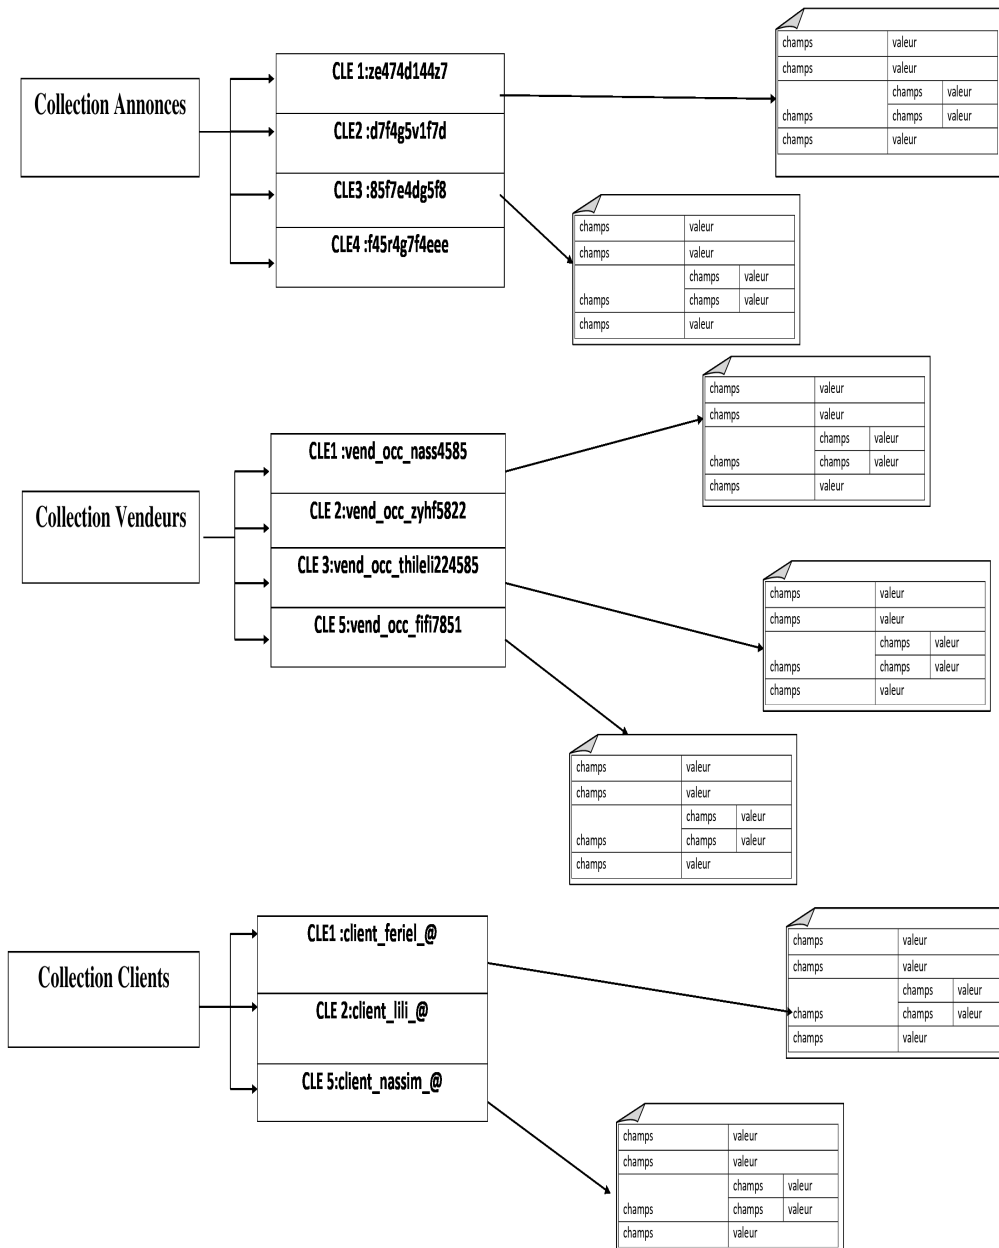 Collection Annonces
CLE 1:ze474d144z7
CLE2 :d7f4g5v1f7d
CLE3 :85f7e4dg5f8
CLE4 :f45r4g7f4eee
champs valeur
champs valeur
champs valeur
champs champs valeur
champs valeur
champs valeur
champs valeur
champs valeur
champs champs valeur
champs valeur
Collection Vendeurs
CLE1 :vend_occ_nass4585
CLE 2:vend_occ_zyhf5822
CLE 3:vend_occ_thileli224585
CLE 5:vend_occ_fifi7851
champs valeur
champs valeur
champs valeur
champs champs valeur
champs valeur
champs valeur
champs valeur
champs valeur
champs champs valeur
champs valeur
champs valeur
champs valeur
champs valeur
champs champs valeur
champs valeur
Collection Clients
CLE1 :client_feriel_@
CLE 2:client_lili_@
CLE 5:client_nassim_@
champs valeur
champs valeur
champs valeur
champs champs valeur
champs valeur
champs valeur
champs valeur
champs valeur
champs champs valeur
champs valeur